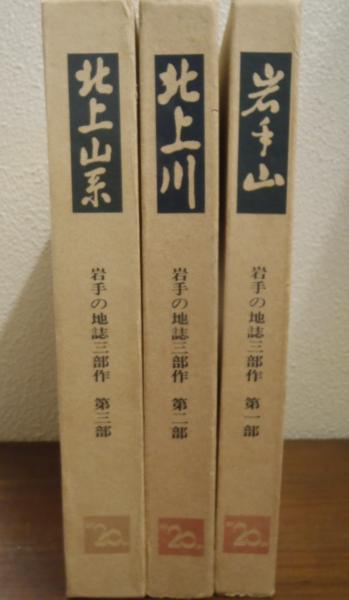 岩手山
岩手の地誌三部作 第一部
20
北上川
岩手の地誌三部作 第二部
20
北上山系
岩手の地誌三部作 第三部
20